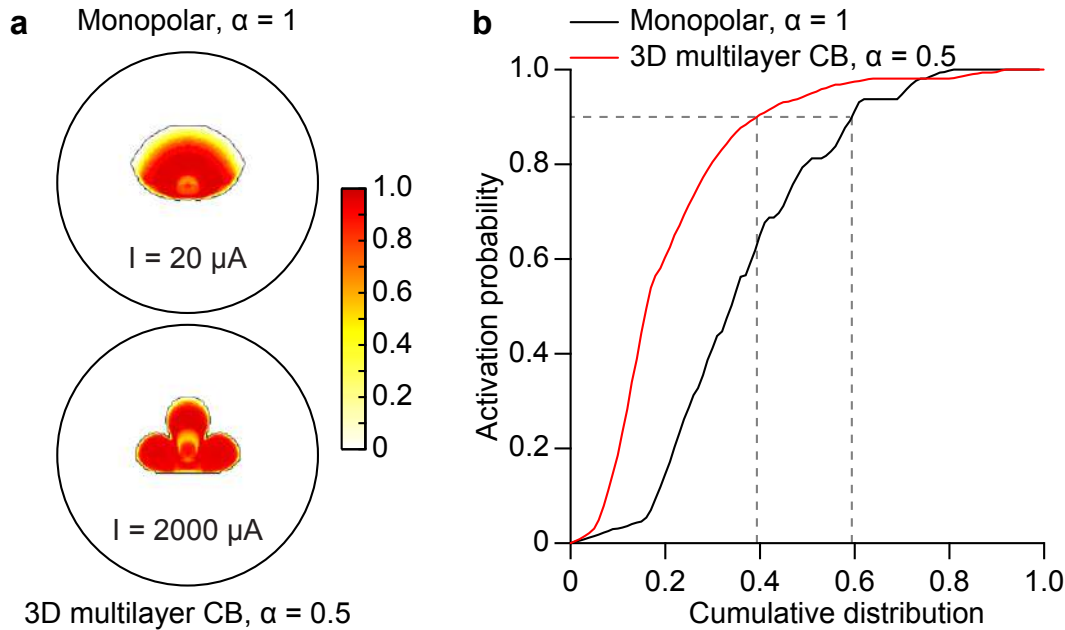 a
Monopolar, α = 1
I = 20 µA
1.0
0.8
0.6
0.4
0.2
0
I = 2000 µA
3D multilayer CB, α = 0.5
b
Monopolar, α = 1
3D multilayer CB, α = 0.5
Activation probability
1.0
0.8
0.6
0.4
0.2
0
0 0.2 0.4 0.6 0.8 1.0
Cumulative distribution